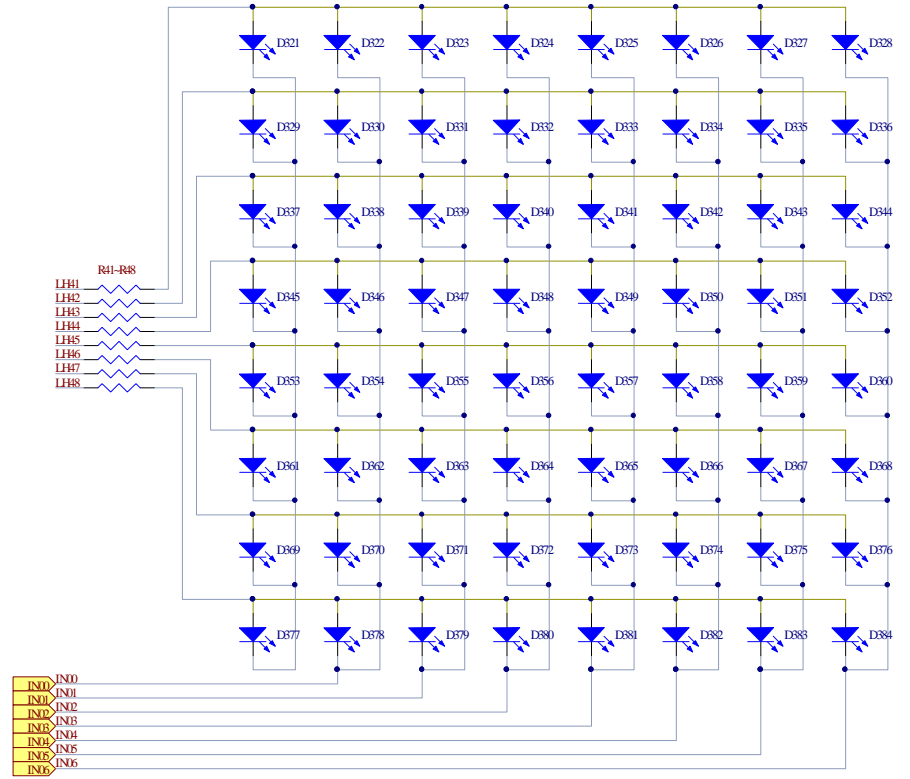 D321 D322 D323 D324 D325 D326 D327 D328
D329 D330 D331 D332 D333 D334 D335 D336
D337 D338 D339 D340 D341 D342 D343 D344
R41~R48
LH41
D345 D346 D347 D348 D349 D350 D351 D352
LH42
LH43
LH44
LH45
LH46
LH47
LH48
D353 D354 D355 D356 D357 D358 D359 D360
D361 D362 D363 D364 D365 D366 D367 D368
D369 D370 D371 D372 D373 D374 D375 D376
D377 D378 D379 D380 D381 D382 D383 D384
IN00 IN00
IN01 IN01
IN02 IN02
IN03 IN03
IN04 IN04
IN05 IN05
IN06 IN06